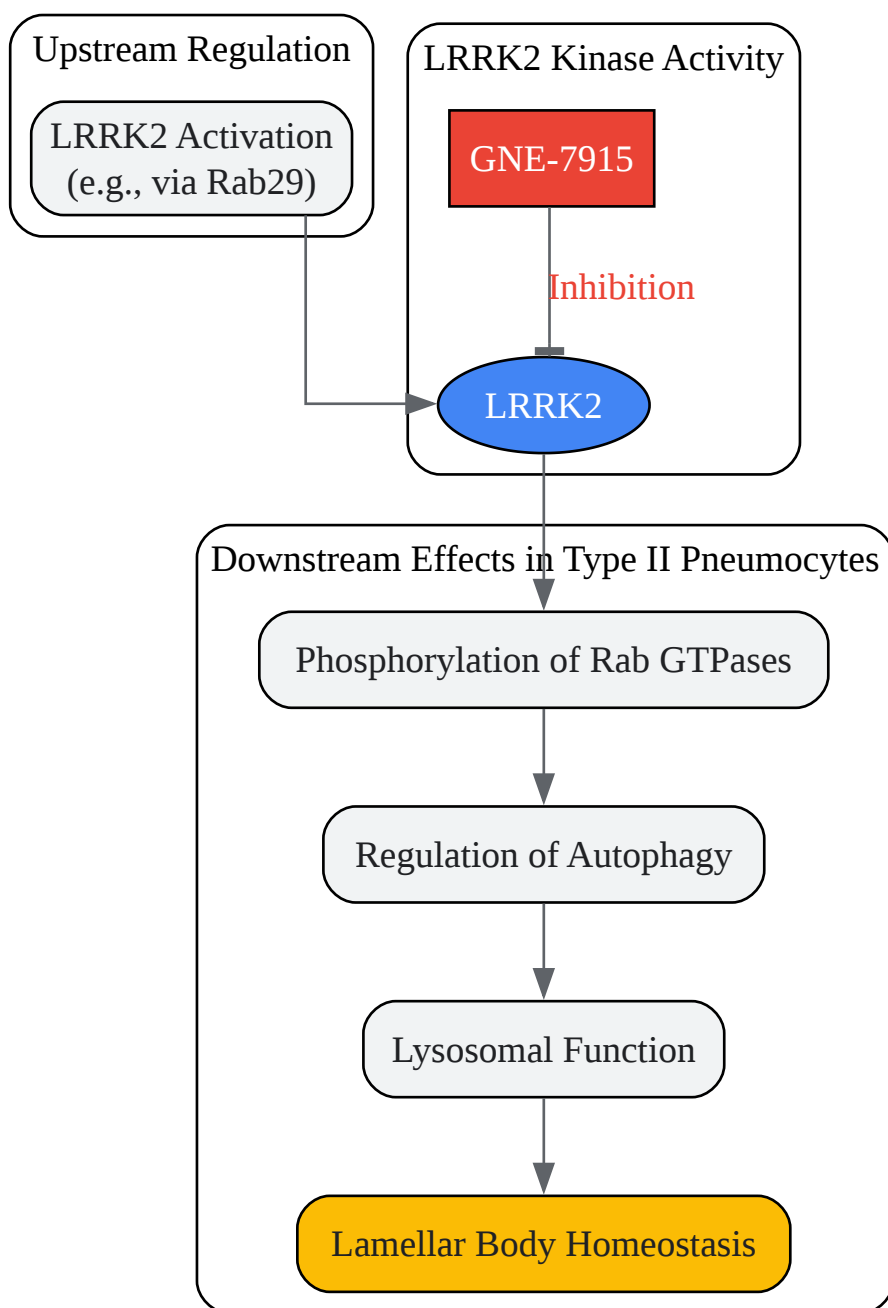 Upstream Regulation
LRRK2 Activation
(e.g., via Rab29)
LRRK2 Kinase Activity
GNE-7915
Inhibition
LRRK2
Downstream Effects in Type II Pneumocytes
Phosphorylation of Rab GTPases
Regulation of Autophagy
Lysosomal Function
Lamellar Body Homeostasis